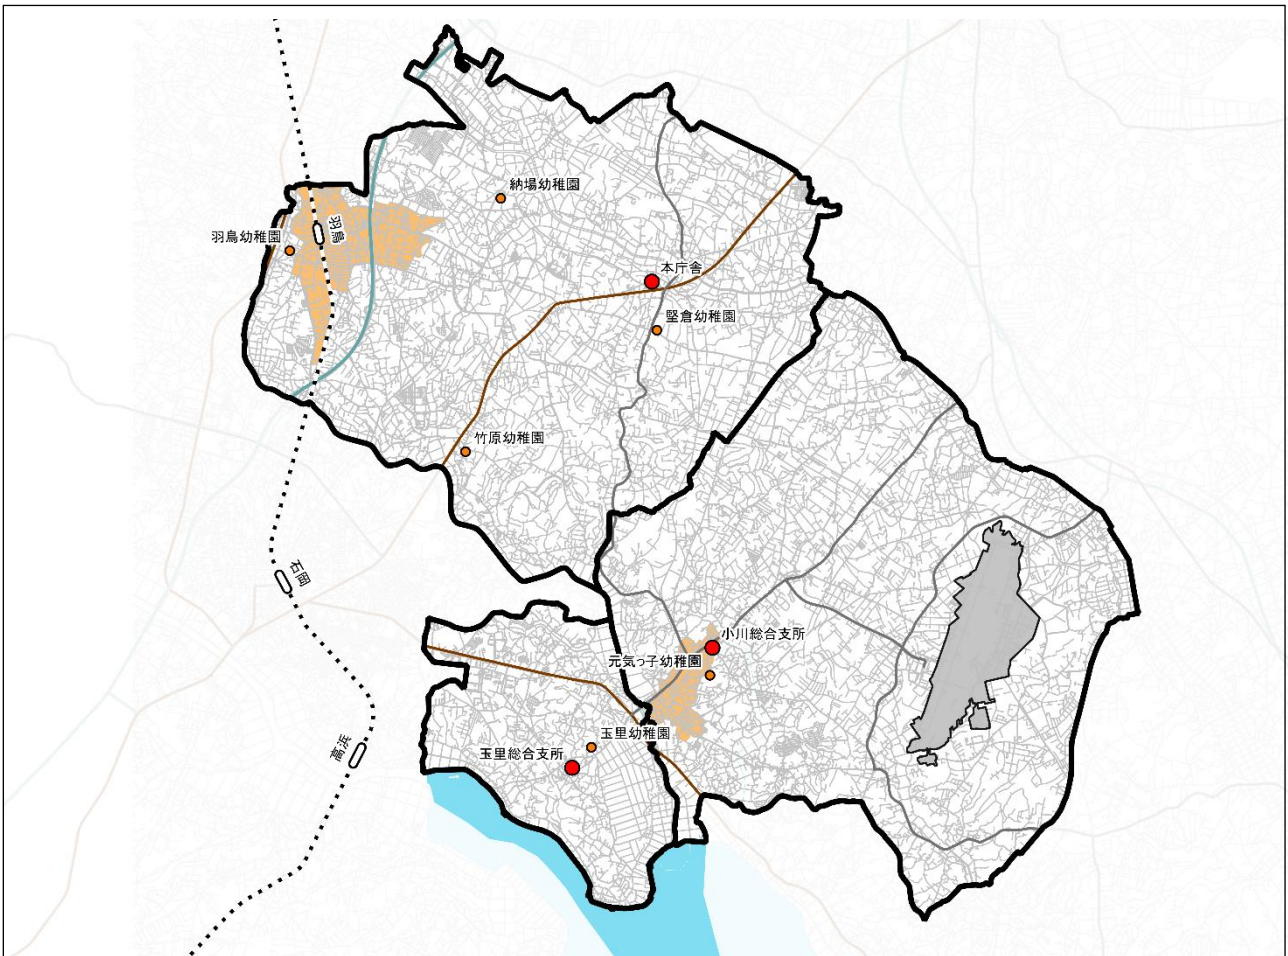 納場幼稚園
羽鳥
羽鳥幼稚園
本庁舎
堅倉幼稚園
竹原幼稚園
石岡
小川総合支所
元気っ子幼稚園
玉里幼稚園
高浜
玉里総合支所